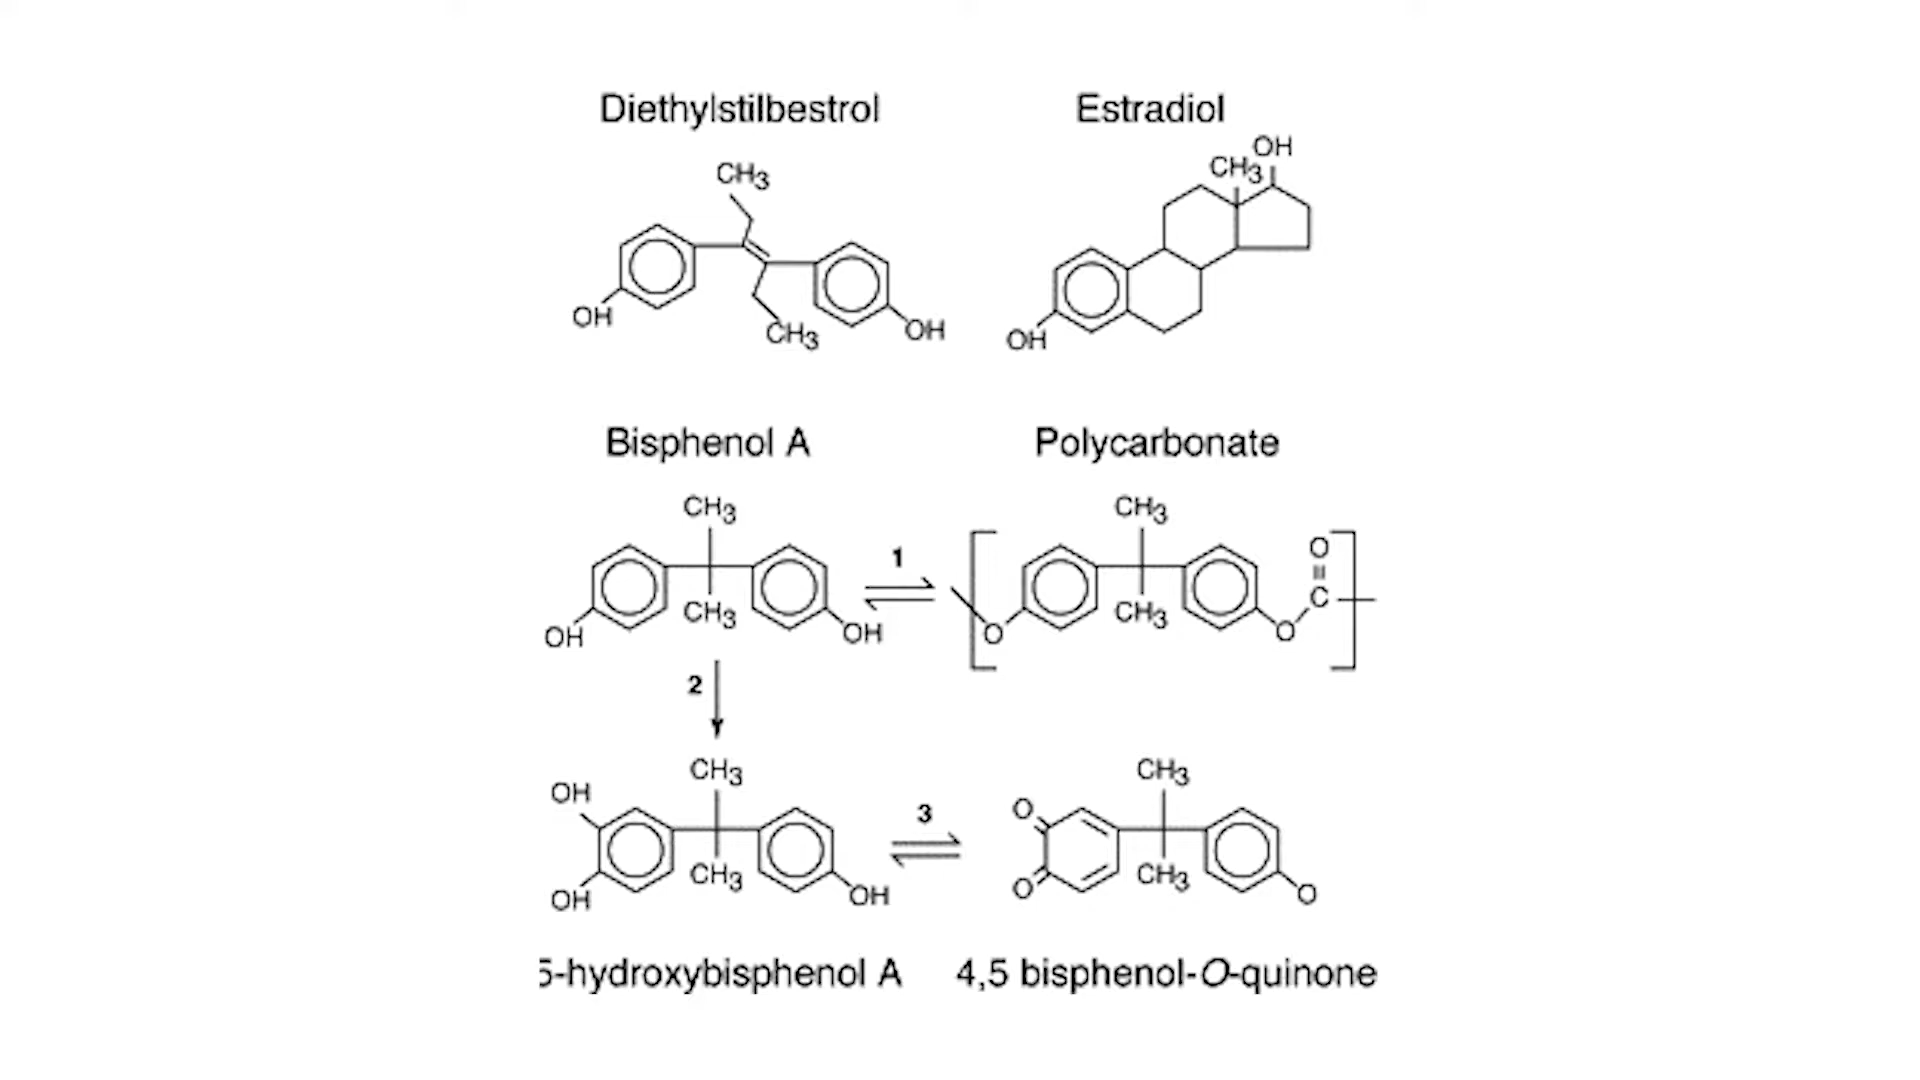 Diethylstilbestrol
Estradiol
CH3
OH
CH3
OH
CH3
OH
OH
Bisphenol A
Polycarbonate
CH3
CH3
1
O
C
CH3
CH3
OH
OH
O
O
2
CH3
CH3
OH
3
O
CH3
CH3
OH
OH
O
O
5-hydroxybisphenol A
4,5 bisphenol-O-quinone